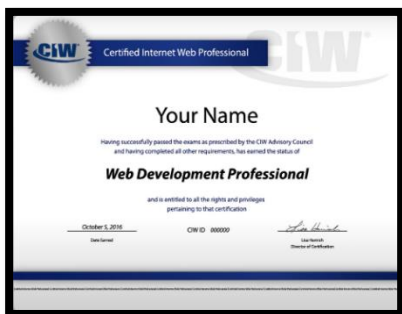 CIW
Certified Internet Web Professional
CIW
Your Name
Having successfully passed the exams as prescribed by the CIW Advisory Council
and having completed all other requirements, has earned the status of
Web Development Professional
and is entitled to all the rights and privileges
pertaining to that certification
October 5, 2016
CIW ID 000000
Date Earned
Director of Certification